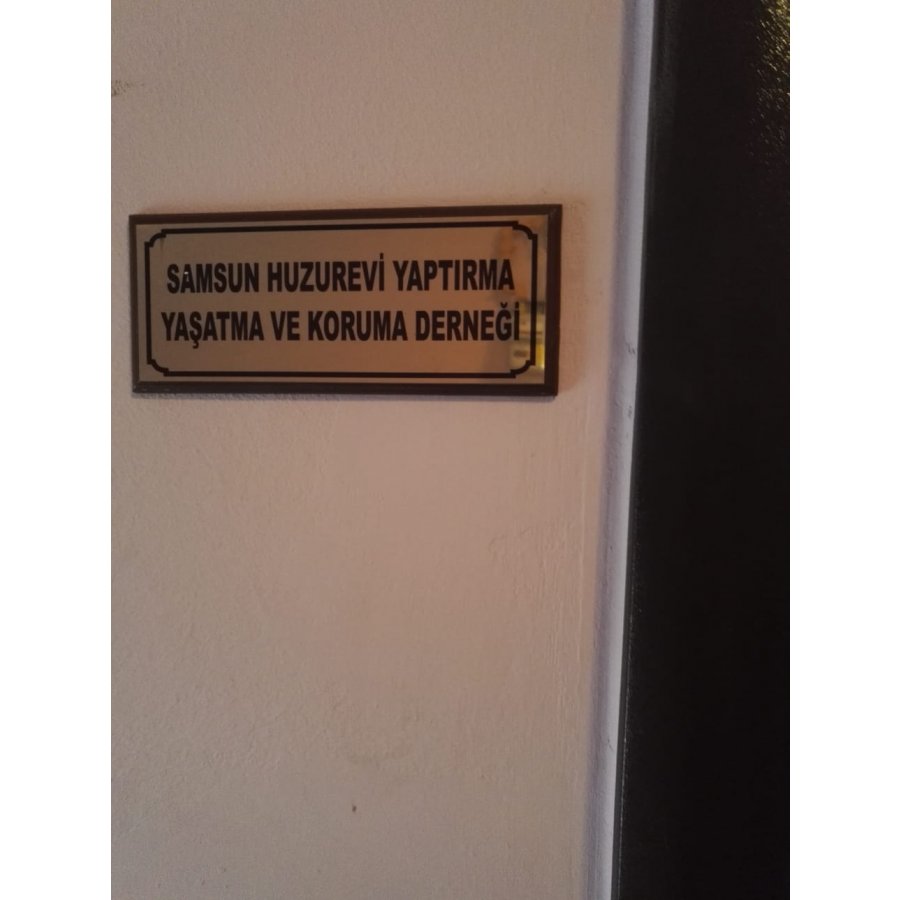 SAMSUN HUZUREVİ YAPTIRMA
YAŞATMA VE KORUMA DERNEĞİ